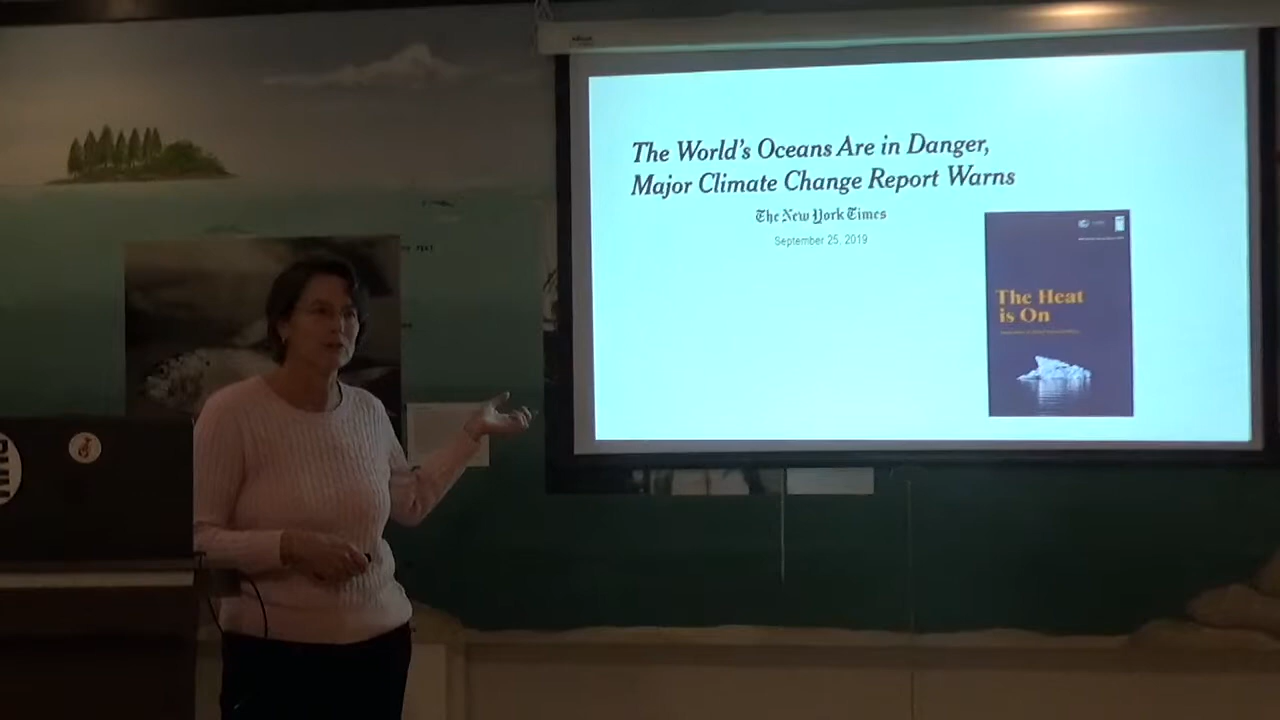 The World's Oceans Are in Danger,
Major Climate Change Report Warns
The New York Times
September 25, 2019
The Heat
is On